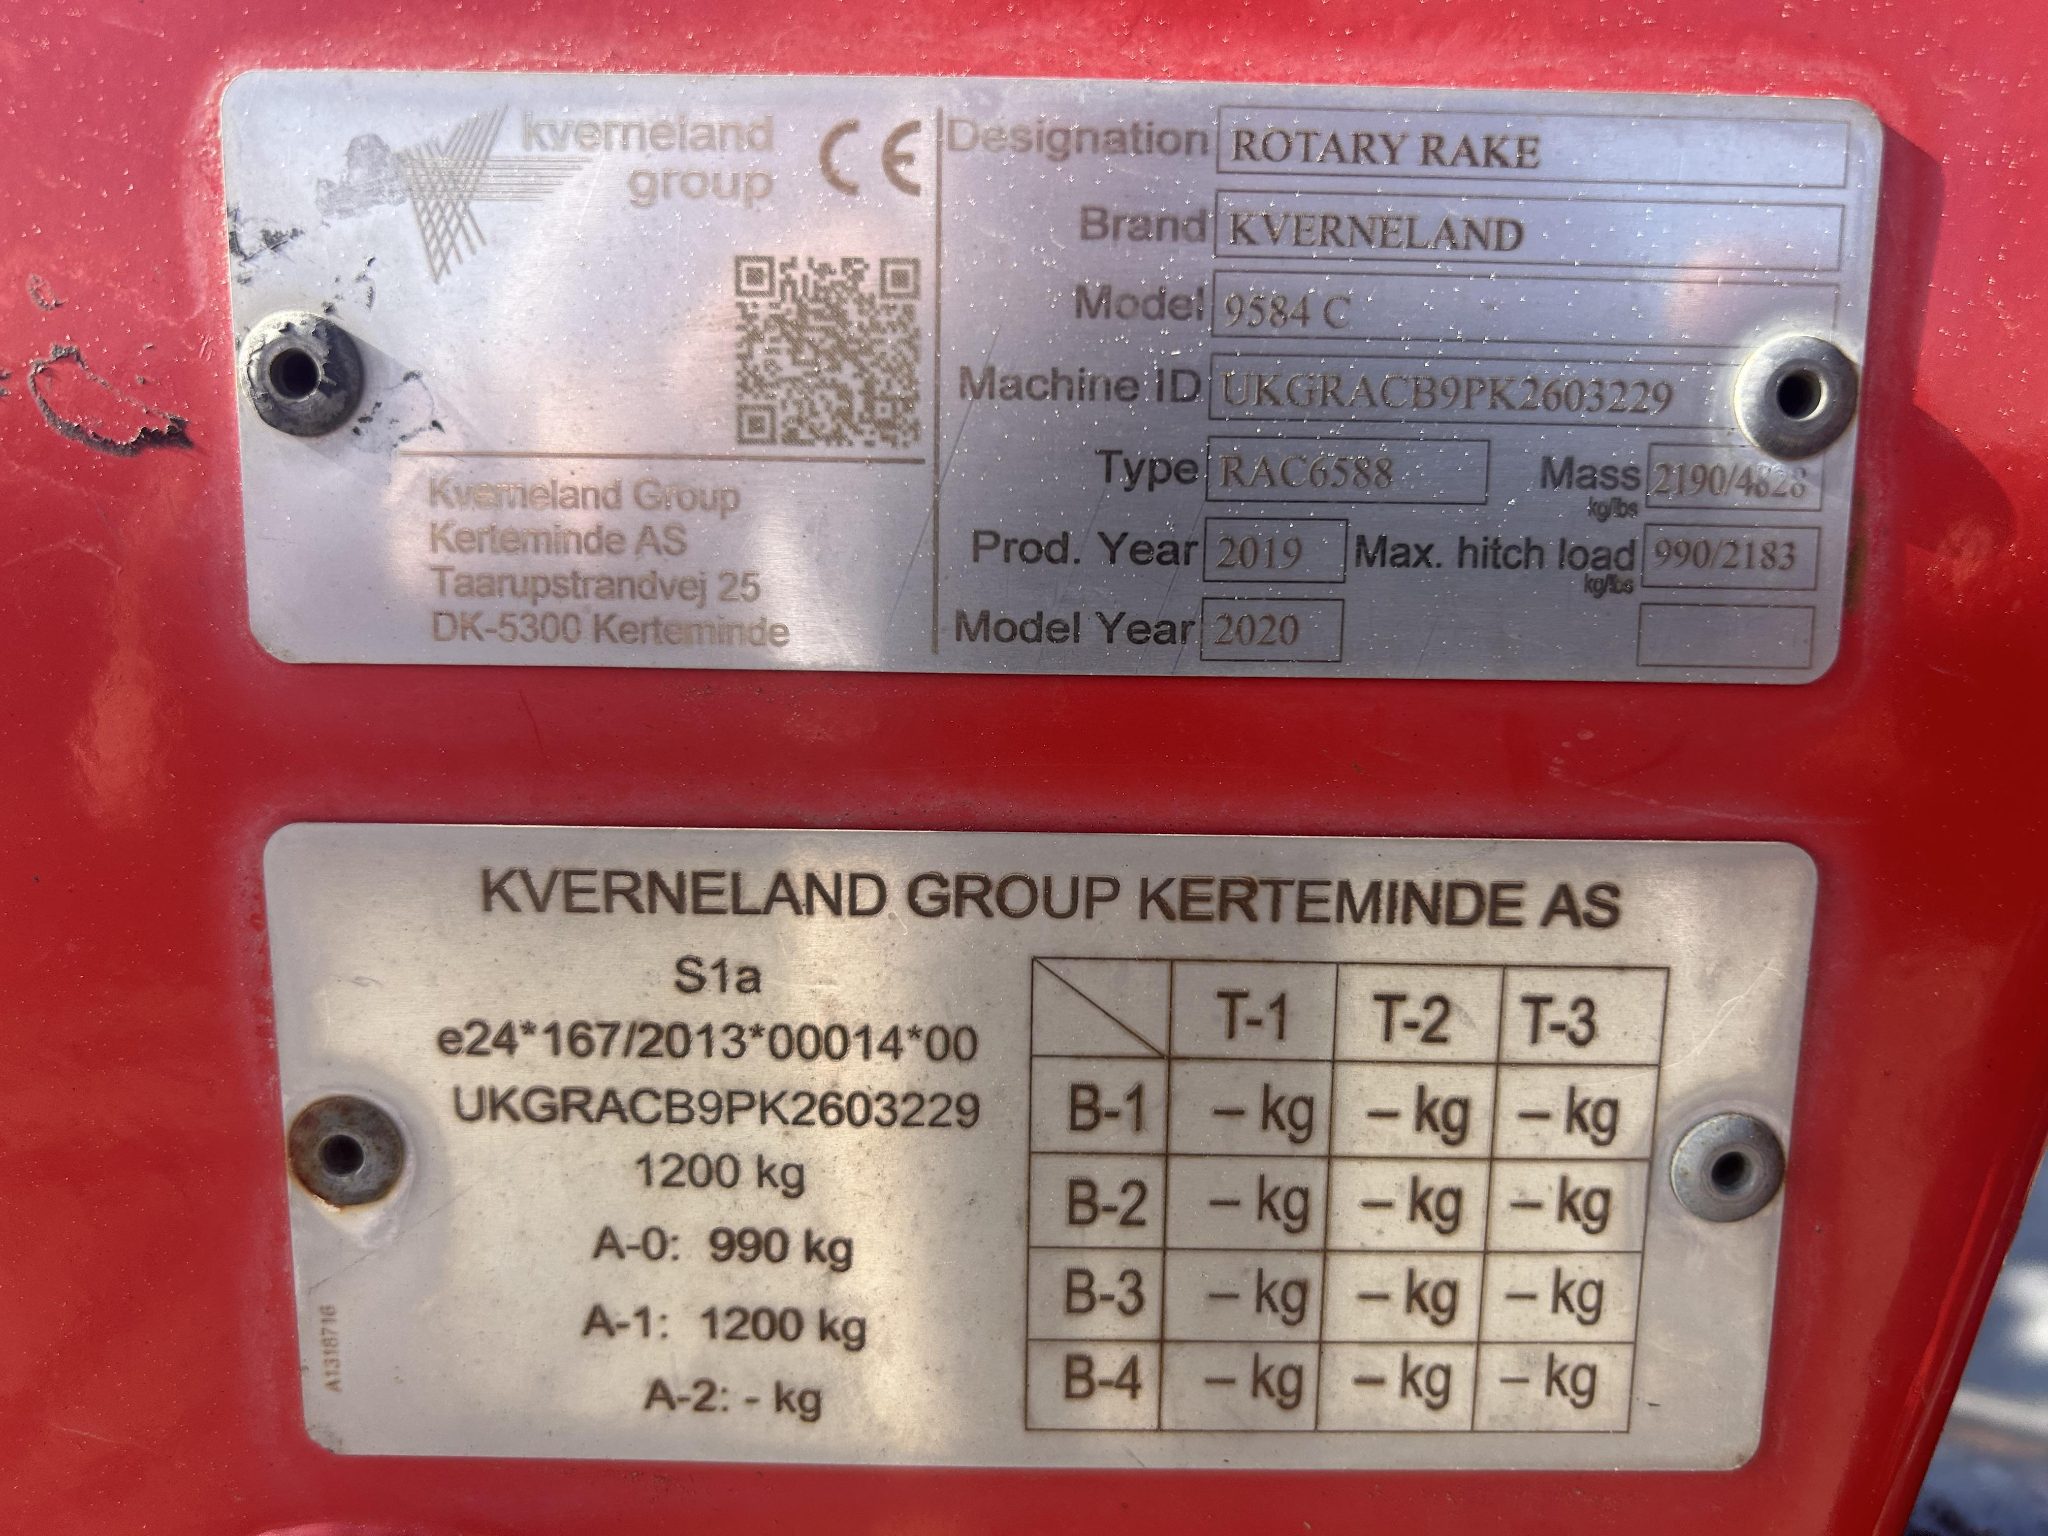 kverneland
group
CE
Kverneland Group
Kerteminde AS
Taarupstrandvej 25
DK-5300 Kerteminde
Designation ROTARY RAKE
Brand KVERNELAND
Model 9584 C
Machine ID UKGRACB9PK2603229
Type RAC6588 Mass kg/lbs 2190/4828
Prod. Year 2019 Max. hitch load kg/lbs 990/2183
Model Year 2020
KVERNELAND GROUP KERTEMINDE AS
S1a
e24*167/2013*00014*00
UKGRACB9PK2603229
1200 kg
A-0: 990 kg
A-1: 1200 kg
A-2: - kg
A1316716
T-1 T-2 T-3
B-1 – kg – kg – kg
B-2 – kg – kg – kg
B-3 – kg – kg – kg
B-4 – kg – kg – kg